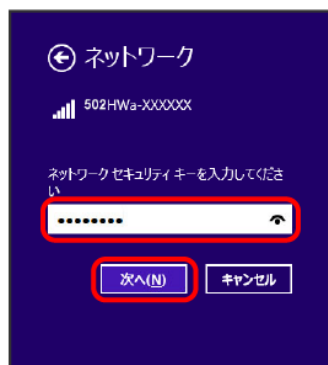 ネットワーク
502HWa-XXXXXX
ネットワーク セキュリティ キーを入力してくださ
い
••••••••
次へ(N)
キャンセル